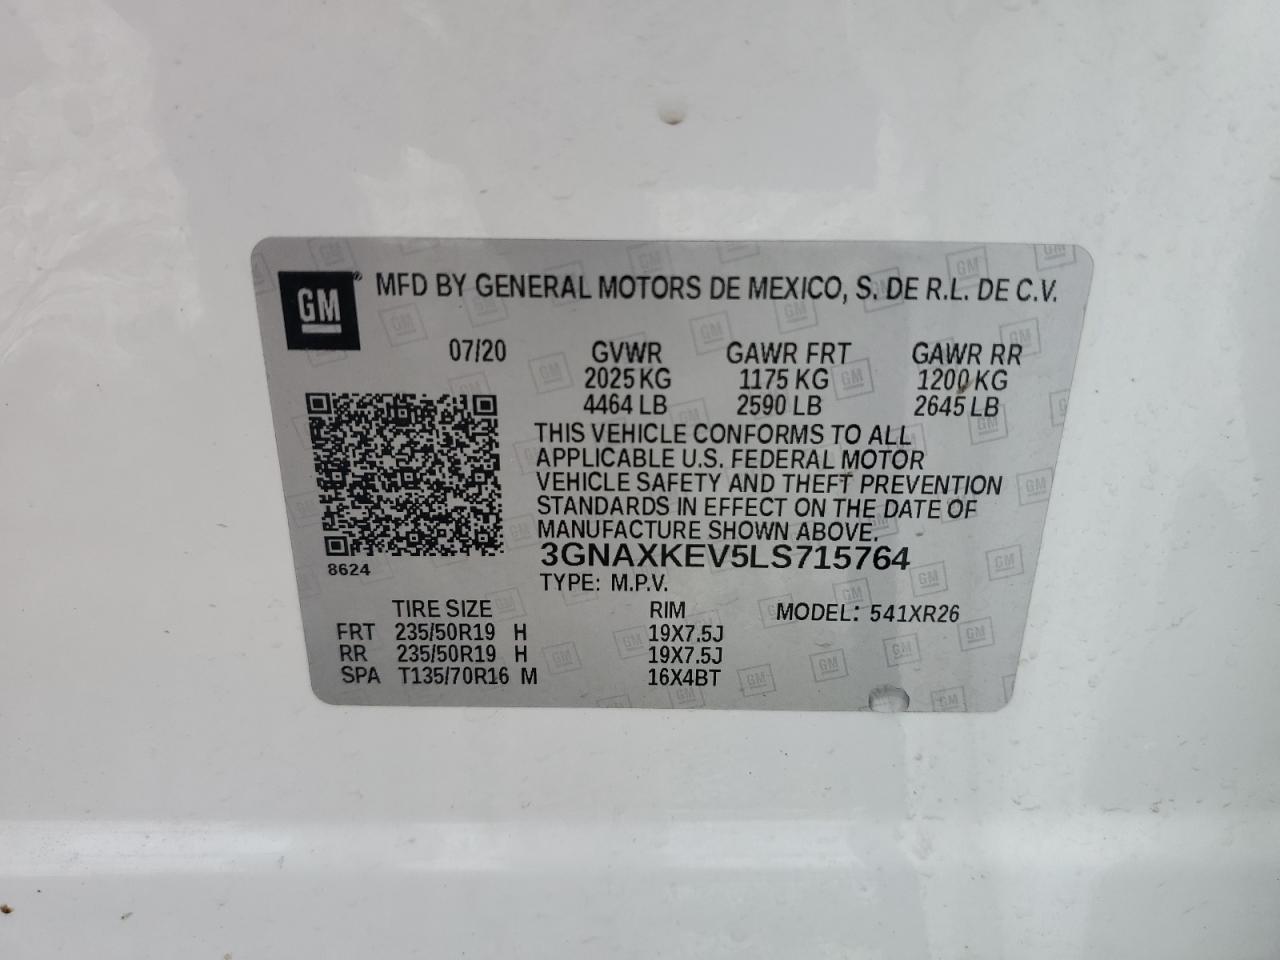 GM
MFD BY GENERAL MOTORS DE MEXICO, S. DE R.L. DE C.V.
07/20 GVWR GAWR FRT GAWR RR
2025 KG 1175 KG 1200 KG
4464 LB 2590 LB 2645 LB
THIS VEHICLE CONFORMS TO ALL
APPLICABLE U.S. FEDERAL MOTOR
VEHICLE SAFETY AND THEFT PREVENTION
STANDARDS IN EFFECT ON THE DATE OF
MANUFACTURE SHOWN ABOVE.
3GNAXKEV5LS715764
8624
TYPE: M.P.V.
TIRE SIZE RIM MODEL: 541XR26
FRT 235/50R19 H 19X7.5J
RR 235/50R19 H 19X7.5J
SPA T135/70R16 M 16X4BT